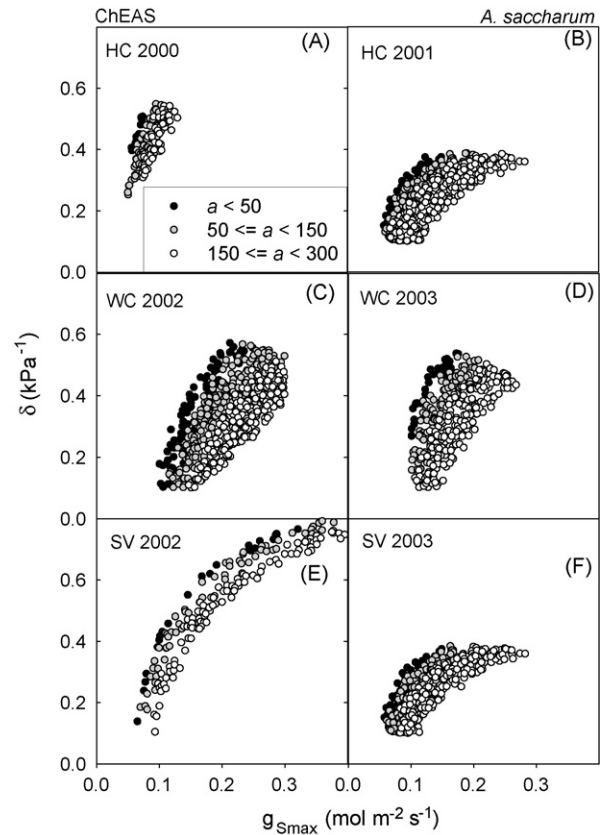 ChEAS A. saccharum
HC 2000 (A)
HC 2001 (B)
a < 50
50 <= a < 150
150 <= a < 300
WC 2002 (C)
WC 2003 (D)
SV 2002 (E)
SV 2003 (F)
0.6
0.4
0.2
0.0
0.6
0.4
0.2
0.0
0.6
0.4
0.2
0.0
δ (kPa⁻¹)
0.0 0.1 0.2 0.3 0.0 0.1 0.2 0.3
gSmax (mol m⁻² s⁻¹)